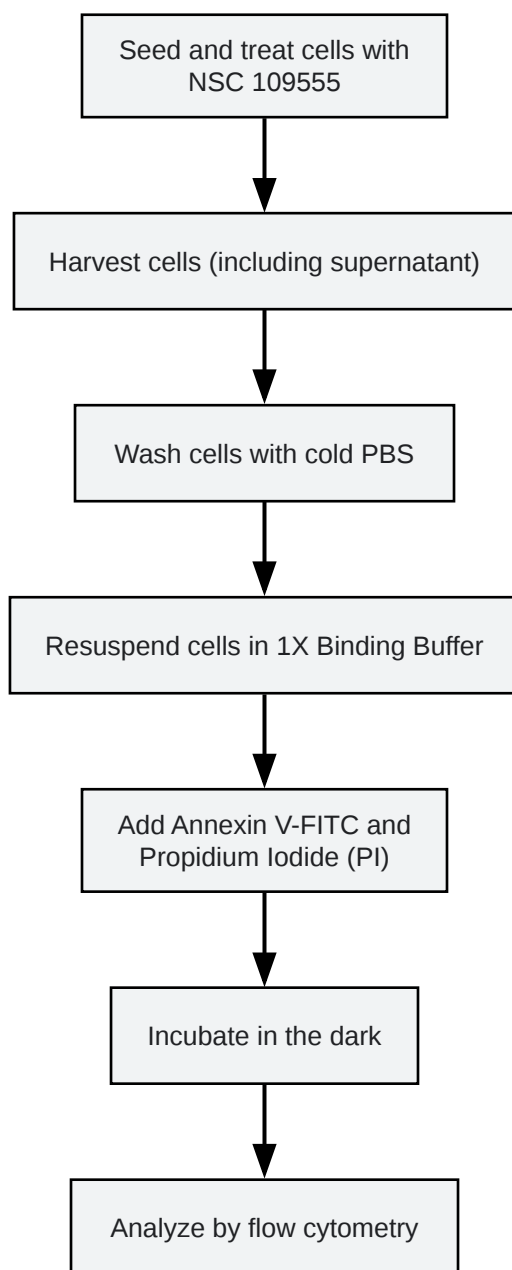 Seed and treat cells with
NSC 109555
Harvest cells (including supernatant)
Wash cells with cold PBS
Resuspend cells in 1X Binding Buffer
Add Annexin V-FITC and
Propidium Iodide (PI)
Incubate in the dark
Analyze by flow cytometry